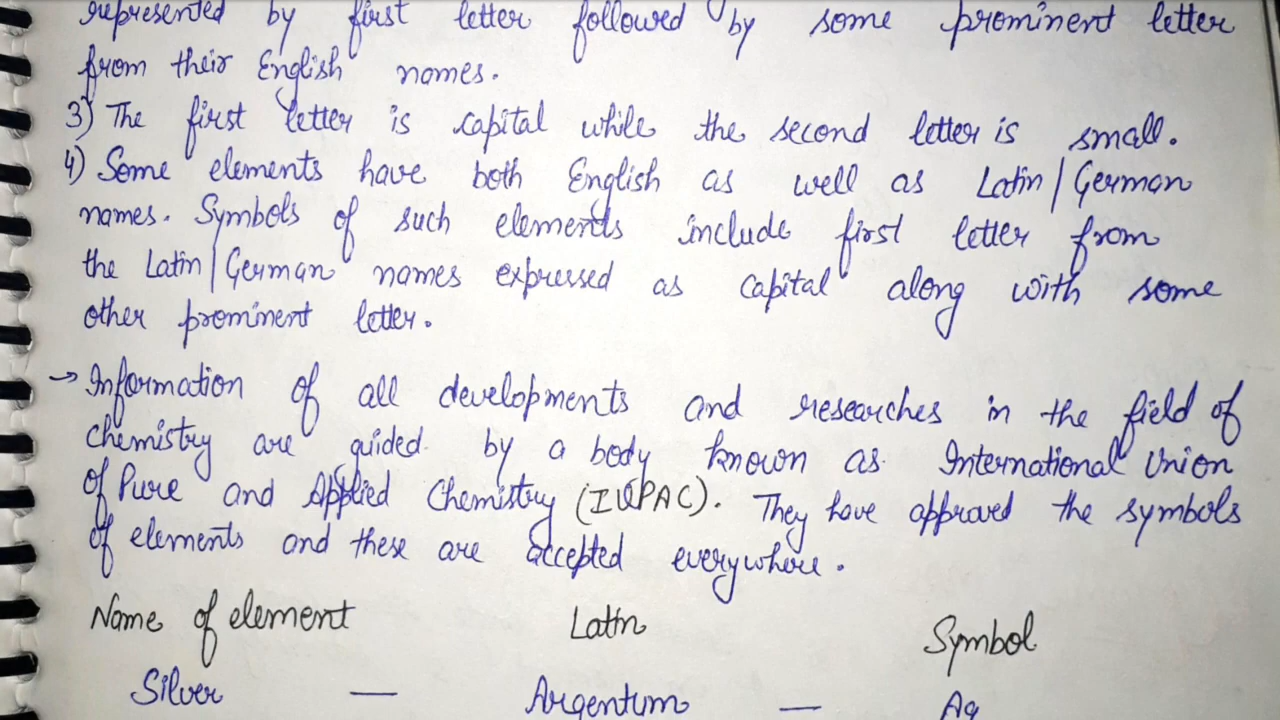 represented by first letter followed by some prominent letter
from their English names.
3) The first letter is capital while the second letter is small.
4) Some elements have both English as well as Latin/German
names. Symbols of such elements include first letter from
the Latin/German names expressed as capital along with some
other prominent letter.
→ Information of all developments and researches in the field of
chemistry are guided by a body known as International Union
of Pure and Applied Chemistry (IUPAC). They have approved the symbols
of elements and these are accepted everywhere.
Name of element Latin Symbol
Silver — Argentum — Ag